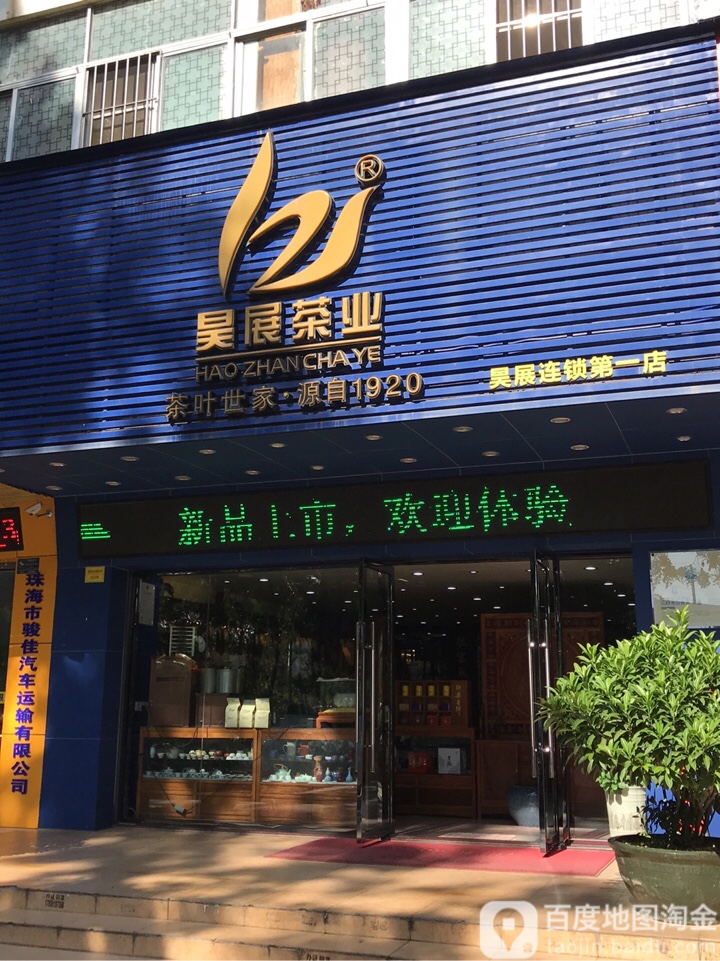 hi®
昊展茶业
HAO ZHAN CHA YE
茶叶世家·源自1920
昊展连锁第一店
新品上市，欢迎体验
珠海市骏佳汽车运输有限公司
百度地图淘金
taojin.baidu.com